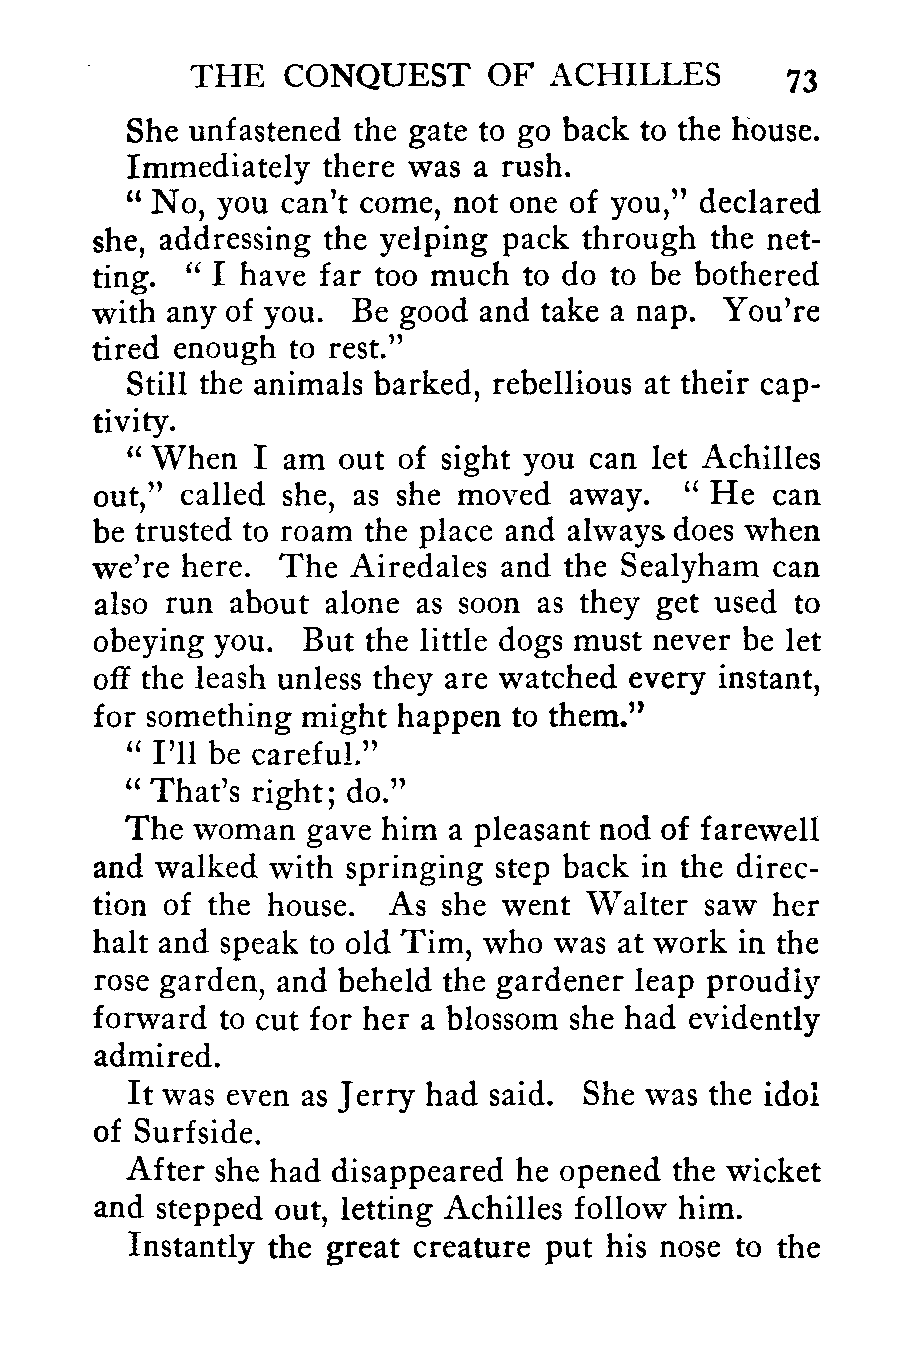 THE CONQUEST OF ACHILLES 73
She unfastened the gate to go back to the house.
Immediately there was a rush.
“ No, you can't come, not one of you,” declared
she, addressing the yelping pack through the net-
ting. “ I have far too much to do to be bothered
with any of you. Be good and take a nap. You're
tired enough to rest.”
Still the animals barked, rebellious at their cap-
tivity.
“ When I am out of sight you can let Achilles
out,” called she, as she moved away. “ He can
be trusted to roam the place and always does when
we're here. The Airedales and the Sealyham can
also run about alone as soon as they get used to
obeying you. But the little dogs must never be let
off the leash unless they are watched every instant,
for something might happen to them.”
“ I'll be careful.”
“ That's right; do.”
The woman gave him a pleasant nod of farewell
and walked with springing step back in the direc-
tion of the house. As she went Walter saw her
halt and speak to old Tim, who was at work in the
rose garden, and beheld the gardener leap proudly
forward to cut for her a blossom she had evidently
admired.
It was even as Jerry had said. She was the idol
of Surfside.
After she had disappeared he opened the wicket
and stepped out, letting Achilles follow him.
Instantly the great creature put his nose to the